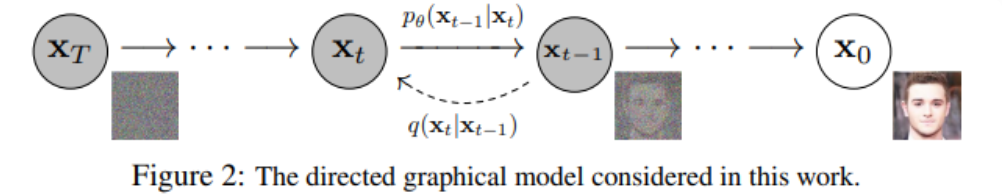 p_θ(x_{t−1}|x_t)
x_T ⟶ ⋯ ⟶ x_t ⟶ x_{t−1} ⟶ ⋯ ⟶ x_0
q(x_t|x_{t−1})
Figure 2: The directed graphical model considered in this work.